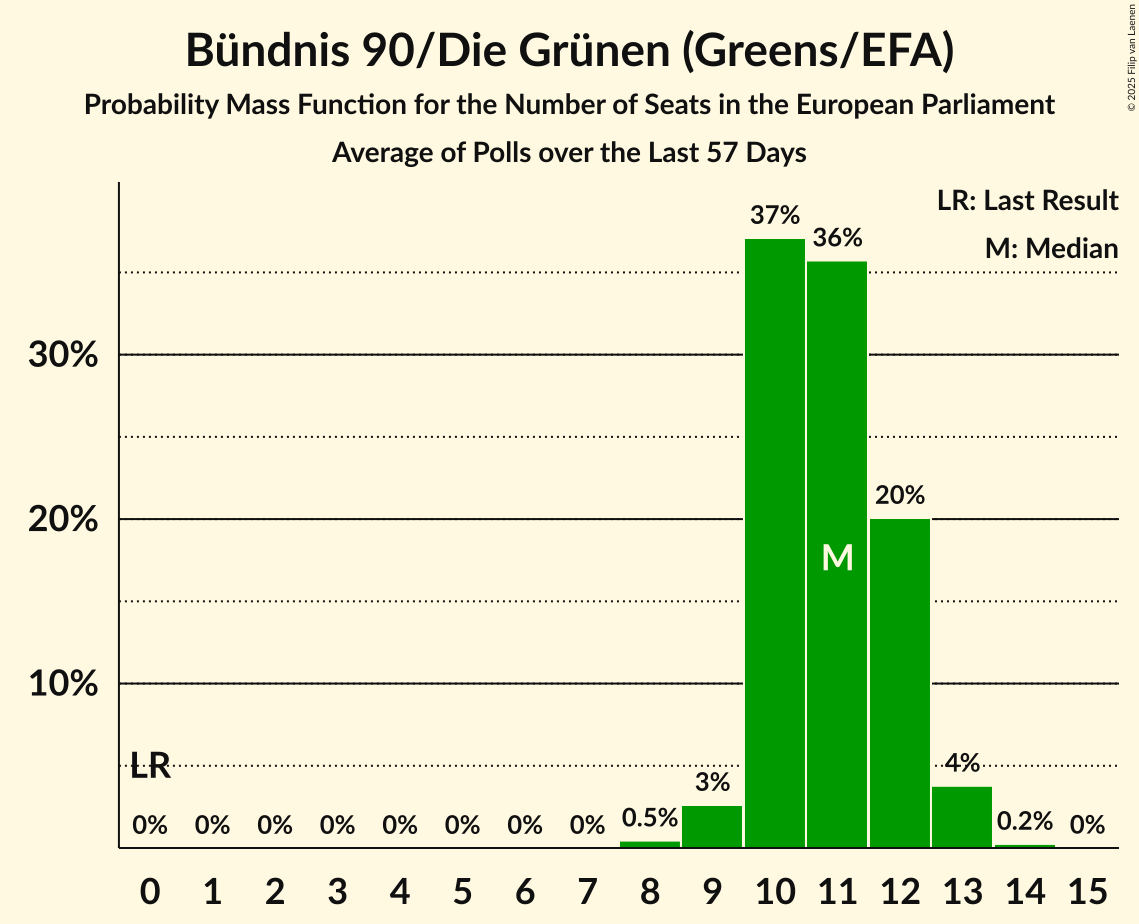 Bündnis 90/Die Grünen (Greens/EFA)
Probability Mass Function for the Number of Seats in the European Parliament
Average of Polls over the Last 57 Days
© 2025 Filip van Laenen
LR: Last Result
M: Median
37%
36%
30%
20%
20%
M
10%
LR
0% 0% 0% 0% 0% 0% 0% 0% 0.5% 3% 4% 0.2% 0%
0 1 2 3 4 5 6 7 8 9 10 11 12 13 14 15